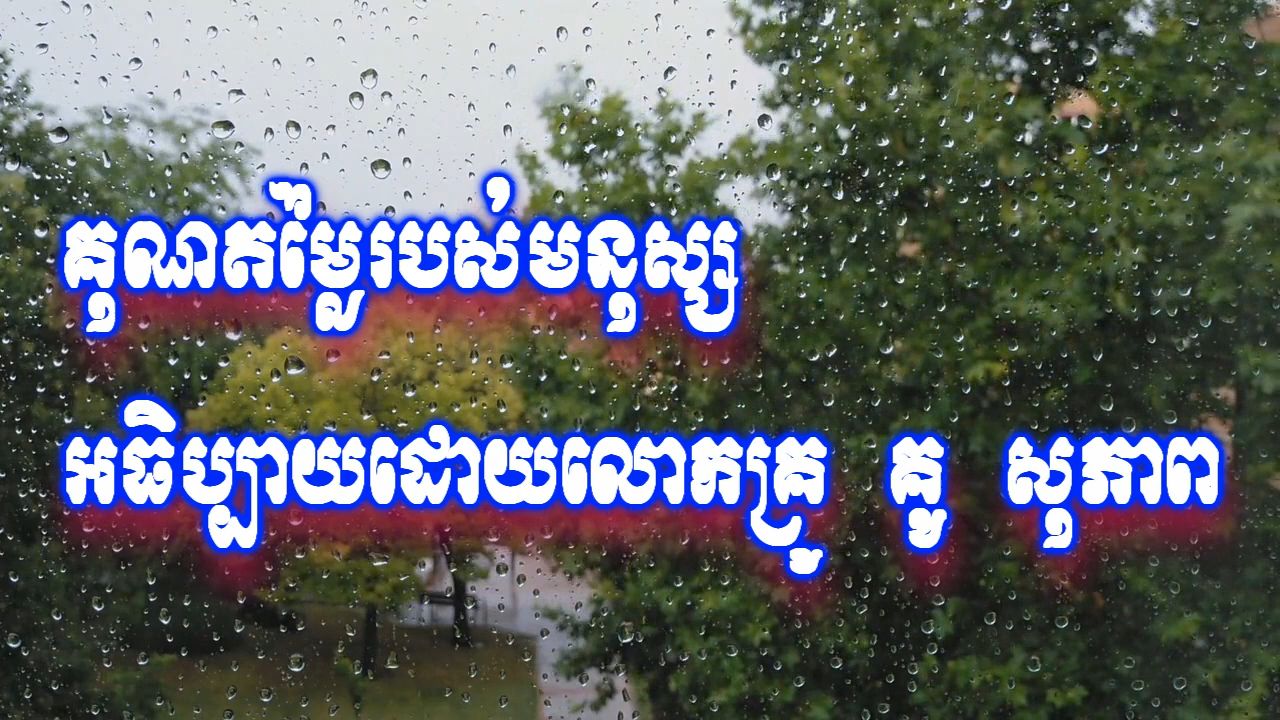 គុណតម្លៃរបស់មនុស្ស
អធិប្បាយដោយលោកគ្រូ គូ សុភាព